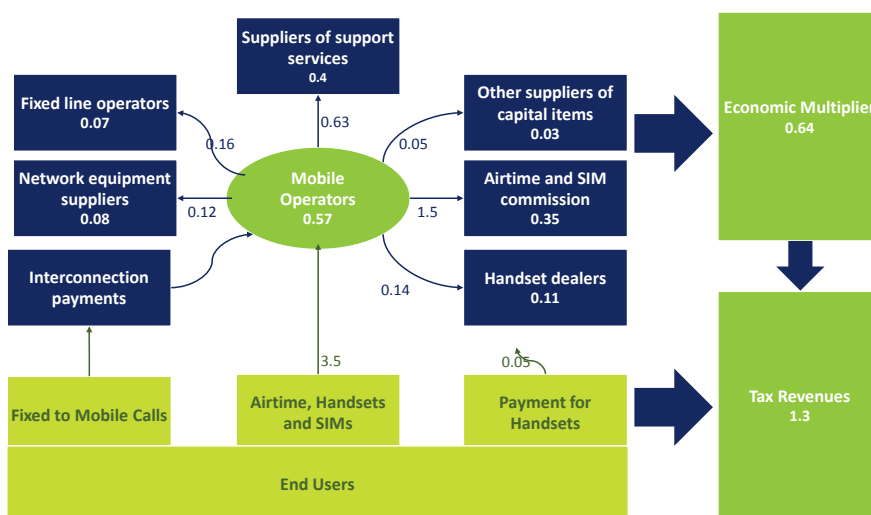 Suppliers of support
services
0.4
Fixed line operators
0.07
Other suppliers of
capital items
0.03
Economic Multiplier
0.64
0.16
0.63
0.05
Network equipment
suppliers
0.08
0.12
Mobile
Operators
0.57
1.5
Airtime and SIM
commission
0.35
Interconnection
payments
0.14
Handset dealers
0.11
3.5
0.05
Fixed to Mobile Calls
Airtime, Handsets
and SIMs
Payment for
Handsets
Tax Revenues
1.3
End Users